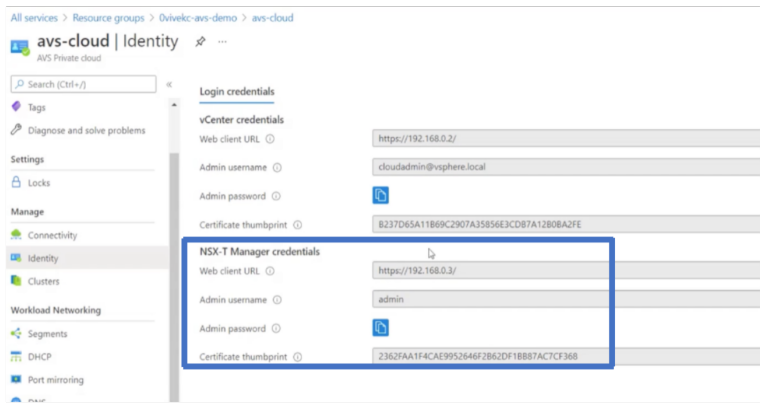 All services > Resource groups > 0vivekc-avs-demo > avs-cloud
avs-cloud | Identity
AVS Private cloud
Search (Ctrl+/)
Tags
Diagnose and solve problems
Settings
Locks
Manage
Connectivity
Identity
Clusters
Workload Networking
Segments
DHCP
Port mirroring
DNS
Login credentials
vCenter credentials
Web client URL https://192.168.0.2/
Admin username cloudadmin@vsphere.local
Admin password
Certificate thumbprint B237D65A11B69C2907A35856E3CDB7A12B0BA2FE
NSX-T Manager credentials
Web client URL https://192.168.0.3/
Admin username admin
Admin password
Certificate thumbprint 2362FAA1F4CAE9952646F2B62DF1BB87AC7CF368